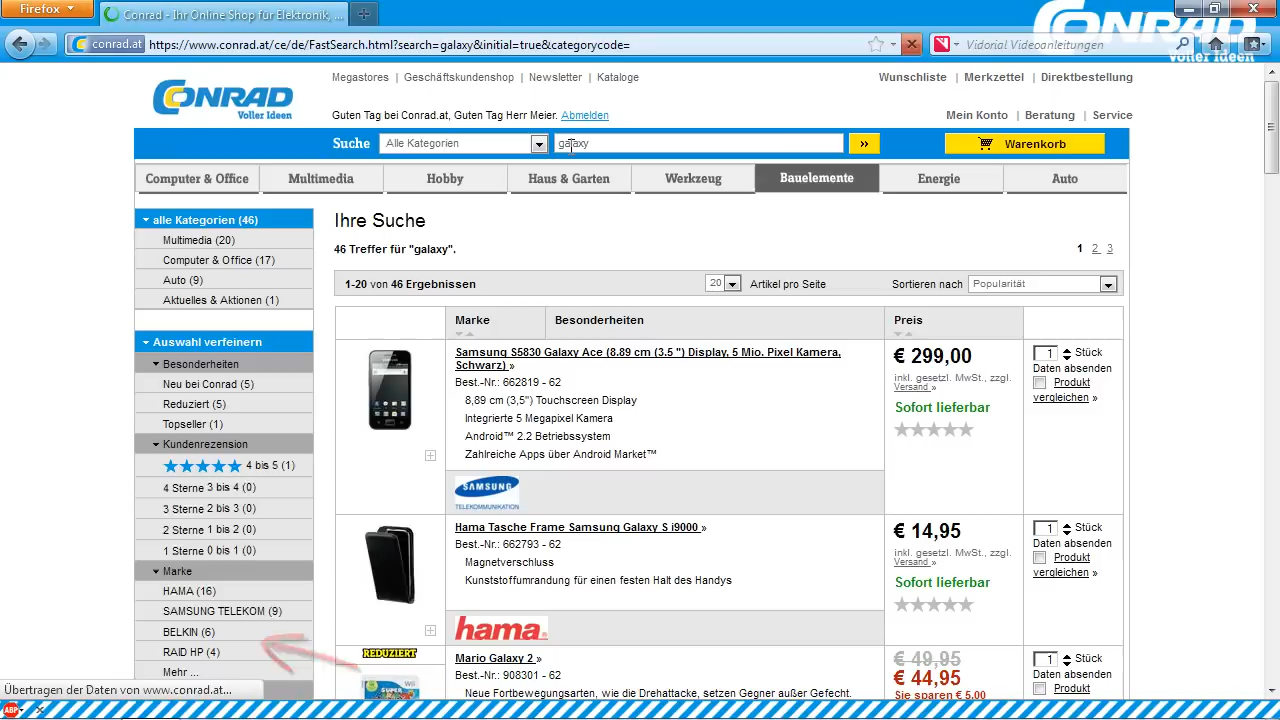 Firefox
Conrad - Ihr Online Shop für Elektronik, ...
conrad.at
https://www.conrad.at/ce/de/FastSearch.html?search=galaxy&initial=true&categorycode=
Vidorial Videoanleitungen
CONRAD
Voller Ideen
CONRAD
Voller Ideen
Megastores | Geschäftskundenshop | Newsletter | Kataloge
Wunschliste | Merkzettel | Direktbestellung
Guten Tag bei Conrad.at, Guten Tag Herr Meier. Abmelden
Mein Konto | Beratung | Service
Suche
Alle Kategorien
galaxy
»
Warenkorb
Computer & Office
Multimedia
Hobby
Haus & Garten
Werkzeug
Bauelemente
Energie
Auto
alle Kategorien (46)
Multimedia (20)
Computer & Office (17)
Auto (9)
Aktuelles & Aktionen (1)
Auswahl verfeinern
Besonderheiten
Neu bei Conrad (5)
Reduziert (5)
Topseller (1)
Kundenrezension
4 bis 5 (1)
4 Sterne 3 bis 4 (0)
3 Sterne 2 bis 3 (0)
2 Sterne 1 bis 2 (0)
1 Sterne 0 bis 1 (0)
Marke
HAMA (16)
SAMSUNG TELEKOM (9)
BELKIN (6)
RAID HP (4)
Mehr ...
Ihre Suche
46 Treffer für "galaxy".
1 2 3
1-20 von 46 Ergebnissen
20
Artikel pro Seite
Sortieren nach
Popularität
Marke
Besonderheiten
Preis
Samsung S5830 Galaxy Ace (8.89 cm (3.5 ") Display, 5 Mio. Pixel Kamera,
Schwarz) »
Best.-Nr.: 662819 - 62
8,89 cm (3,5") Touchscreen Display
Integrierte 5 Megapixel Kamera
Android™ 2.2 Betriebssystem
Zahlreiche Apps über Android Market™
SAMSUNG
TELEKOMMUNIKATION
€ 299,00
inkl. gesetzl. MwSt., zzgl.
Versand »
Sofort lieferbar
1 Stück
Daten absenden
Produkt
vergleichen »
Hama Tasche Frame Samsung Galaxy S i9000 »
Best.-Nr.: 662793 - 62
Magnetverschluss
Kunststoffumrandung für einen festen Halt des Handys
hama
€ 14,95
inkl. gesetzl. MwSt., zzgl.
Versand »
Sofort lieferbar
1 Stück
Daten absenden
Produkt
vergleichen »
REDUZIERT
Mario Galaxy 2 »
Best.-Nr.: 908301 - 62
Neue Fortbewegungsarten, wie die Drehattacke, setzen Gegner außer Gefecht.
€ 49,95
€ 44,95
Sie sparen € 5,00
1 Stück
Daten absenden
Produkt
Wii
SUPER
Übertragen der Daten von www.conrad.at...
ABP